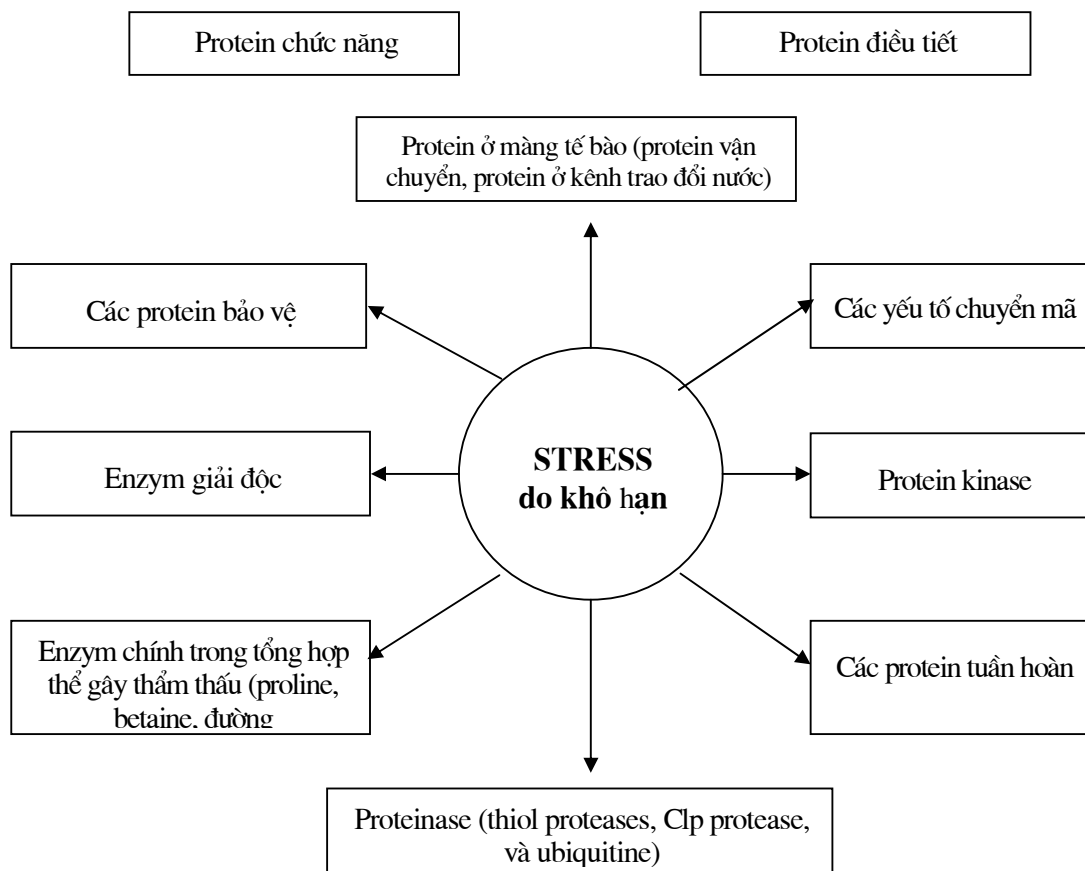 Protein chức năng
Protein điều tiết
Protein ở màng tế bào (protein vận
chuyển, protein ở kênh trao đổi nước)
Các protein bảo vệ
Các yếu tố chuyển mã
Enzym giải độc
STRESS
do khô hạn
Protein kinase
Enzym chính trong tổng hợp
thể gây thẩm thấu (proline,
betaine, đường
Các protein tuần hoàn
Proteinase (thiol proteases, Clp protease,
và ubiquitine)